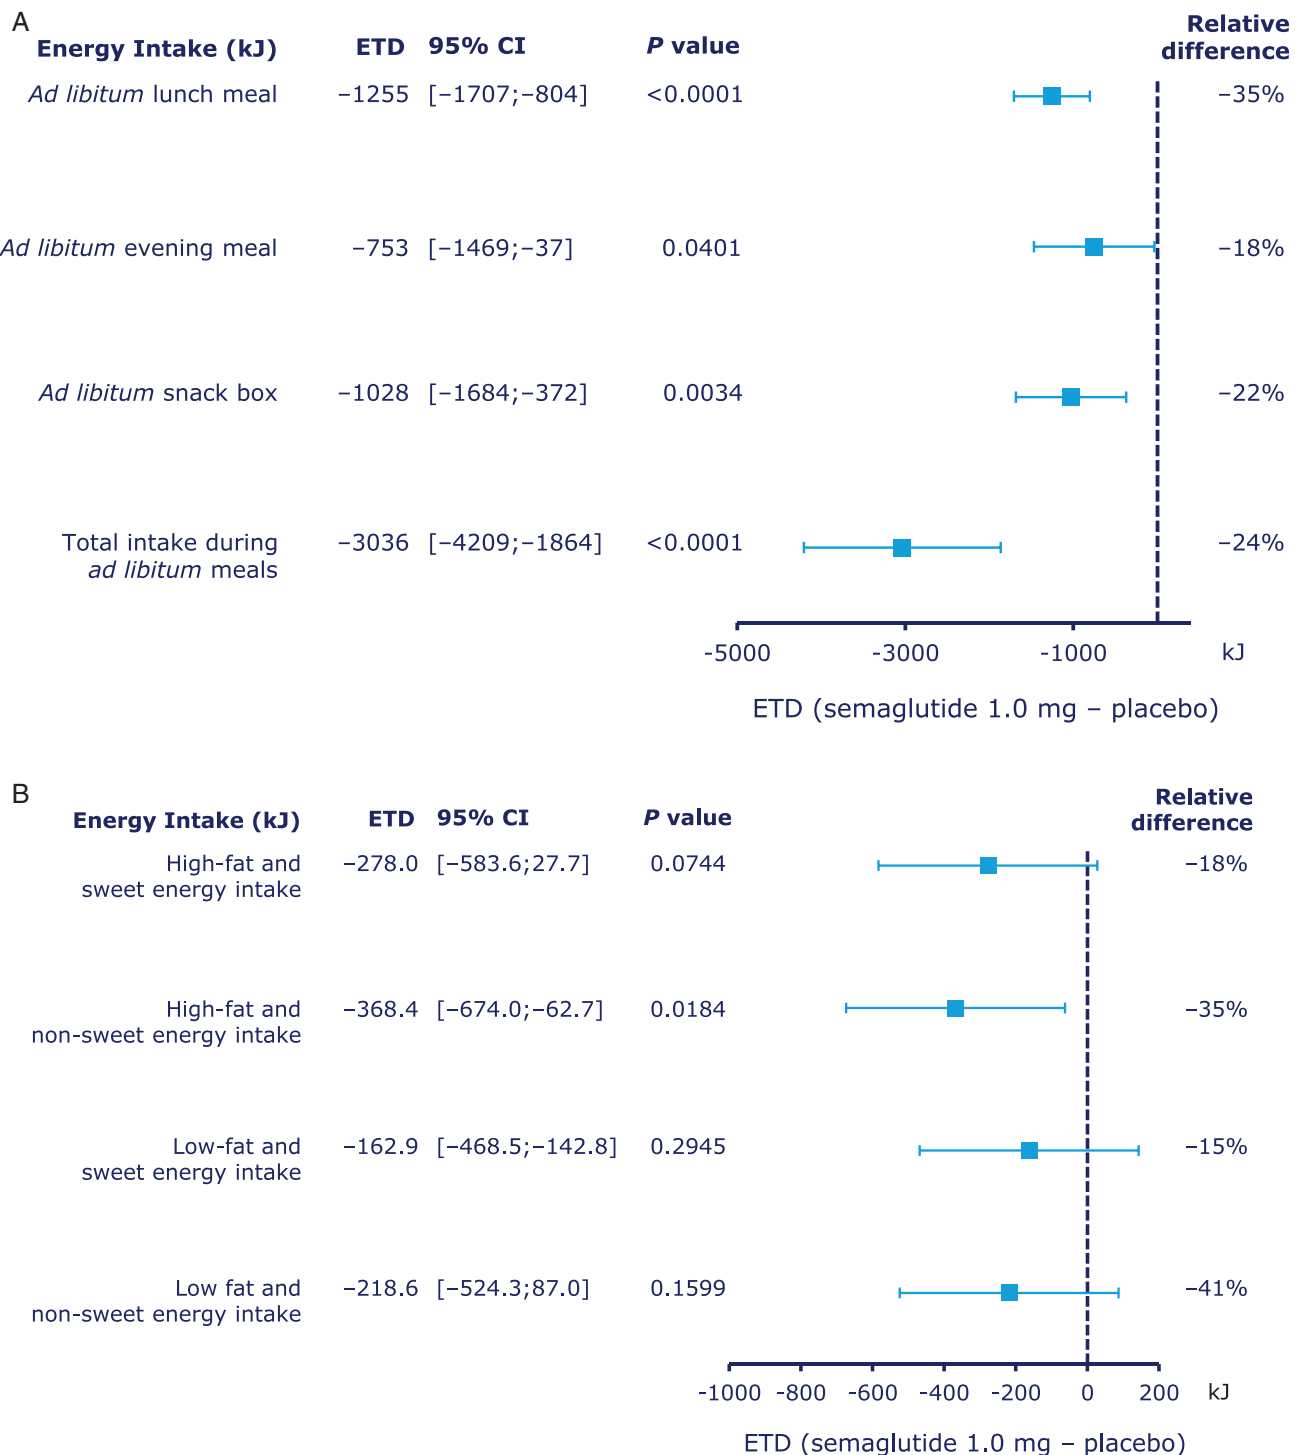 A
Energy Intake (kJ) ETD 95% CI P value Relative difference
Ad libitum lunch meal –1255 [–1707;–804] <0.0001 –35%
Ad libitum evening meal –753 [–1469;–37] 0.0401 –18%
Ad libitum snack box –1028 [–1684;–372] 0.0034 –22%
Total intake during –3036 [–4209;–1864] <0.0001 –24%
ad libitum meals
-5000 -3000 -1000 kJ
ETD (semaglutide 1.0 mg – placebo)
B
Energy Intake (kJ) ETD 95% CI P value Relative difference
High-fat and –278.0 [–583.6;27.7] 0.0744 –18%
sweet energy intake
High-fat and –368.4 [–674.0;–62.7] 0.0184 –35%
non-sweet energy intake
Low-fat and –162.9 [–468.5;–142.8] 0.2945 –15%
sweet energy intake
Low fat and –218.6 [–524.3;87.0] 0.1599 –41%
non-sweet energy intake
-1000 -800 -600 -400 -200 0 200 kJ
ETD (semaglutide 1.0 mg – placebo)